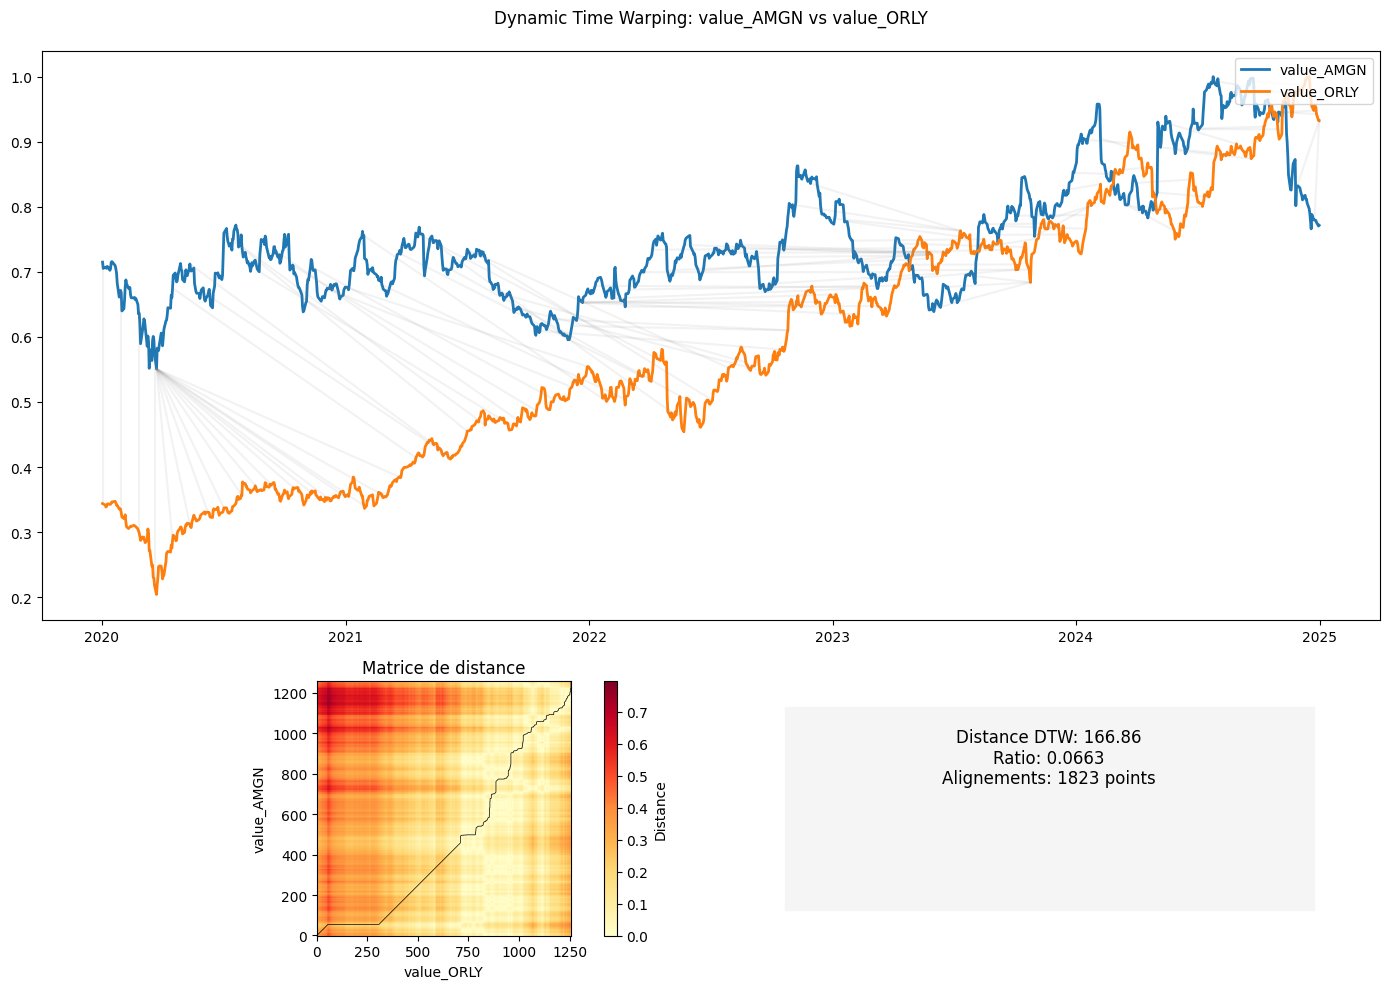 Dynamic Time Warping: value_AMGN vs value_ORLY
value_AMGN
value_ORLY
1.0
0.9
0.8
0.7
0.6
0.5
0.4
0.3
0.2
2020 2021 2022 2023 2024 2025
Matrice de distance
value_AMGN
1200
1000
800
600
400
200
0
0 250 500 750 1000 1250
value_ORLY
0.7
0.6
0.5
0.4
0.3
0.2
0.1
0.0
Distance
Distance DTW: 166.86
Ratio: 0.0663
Alignements: 1823 points